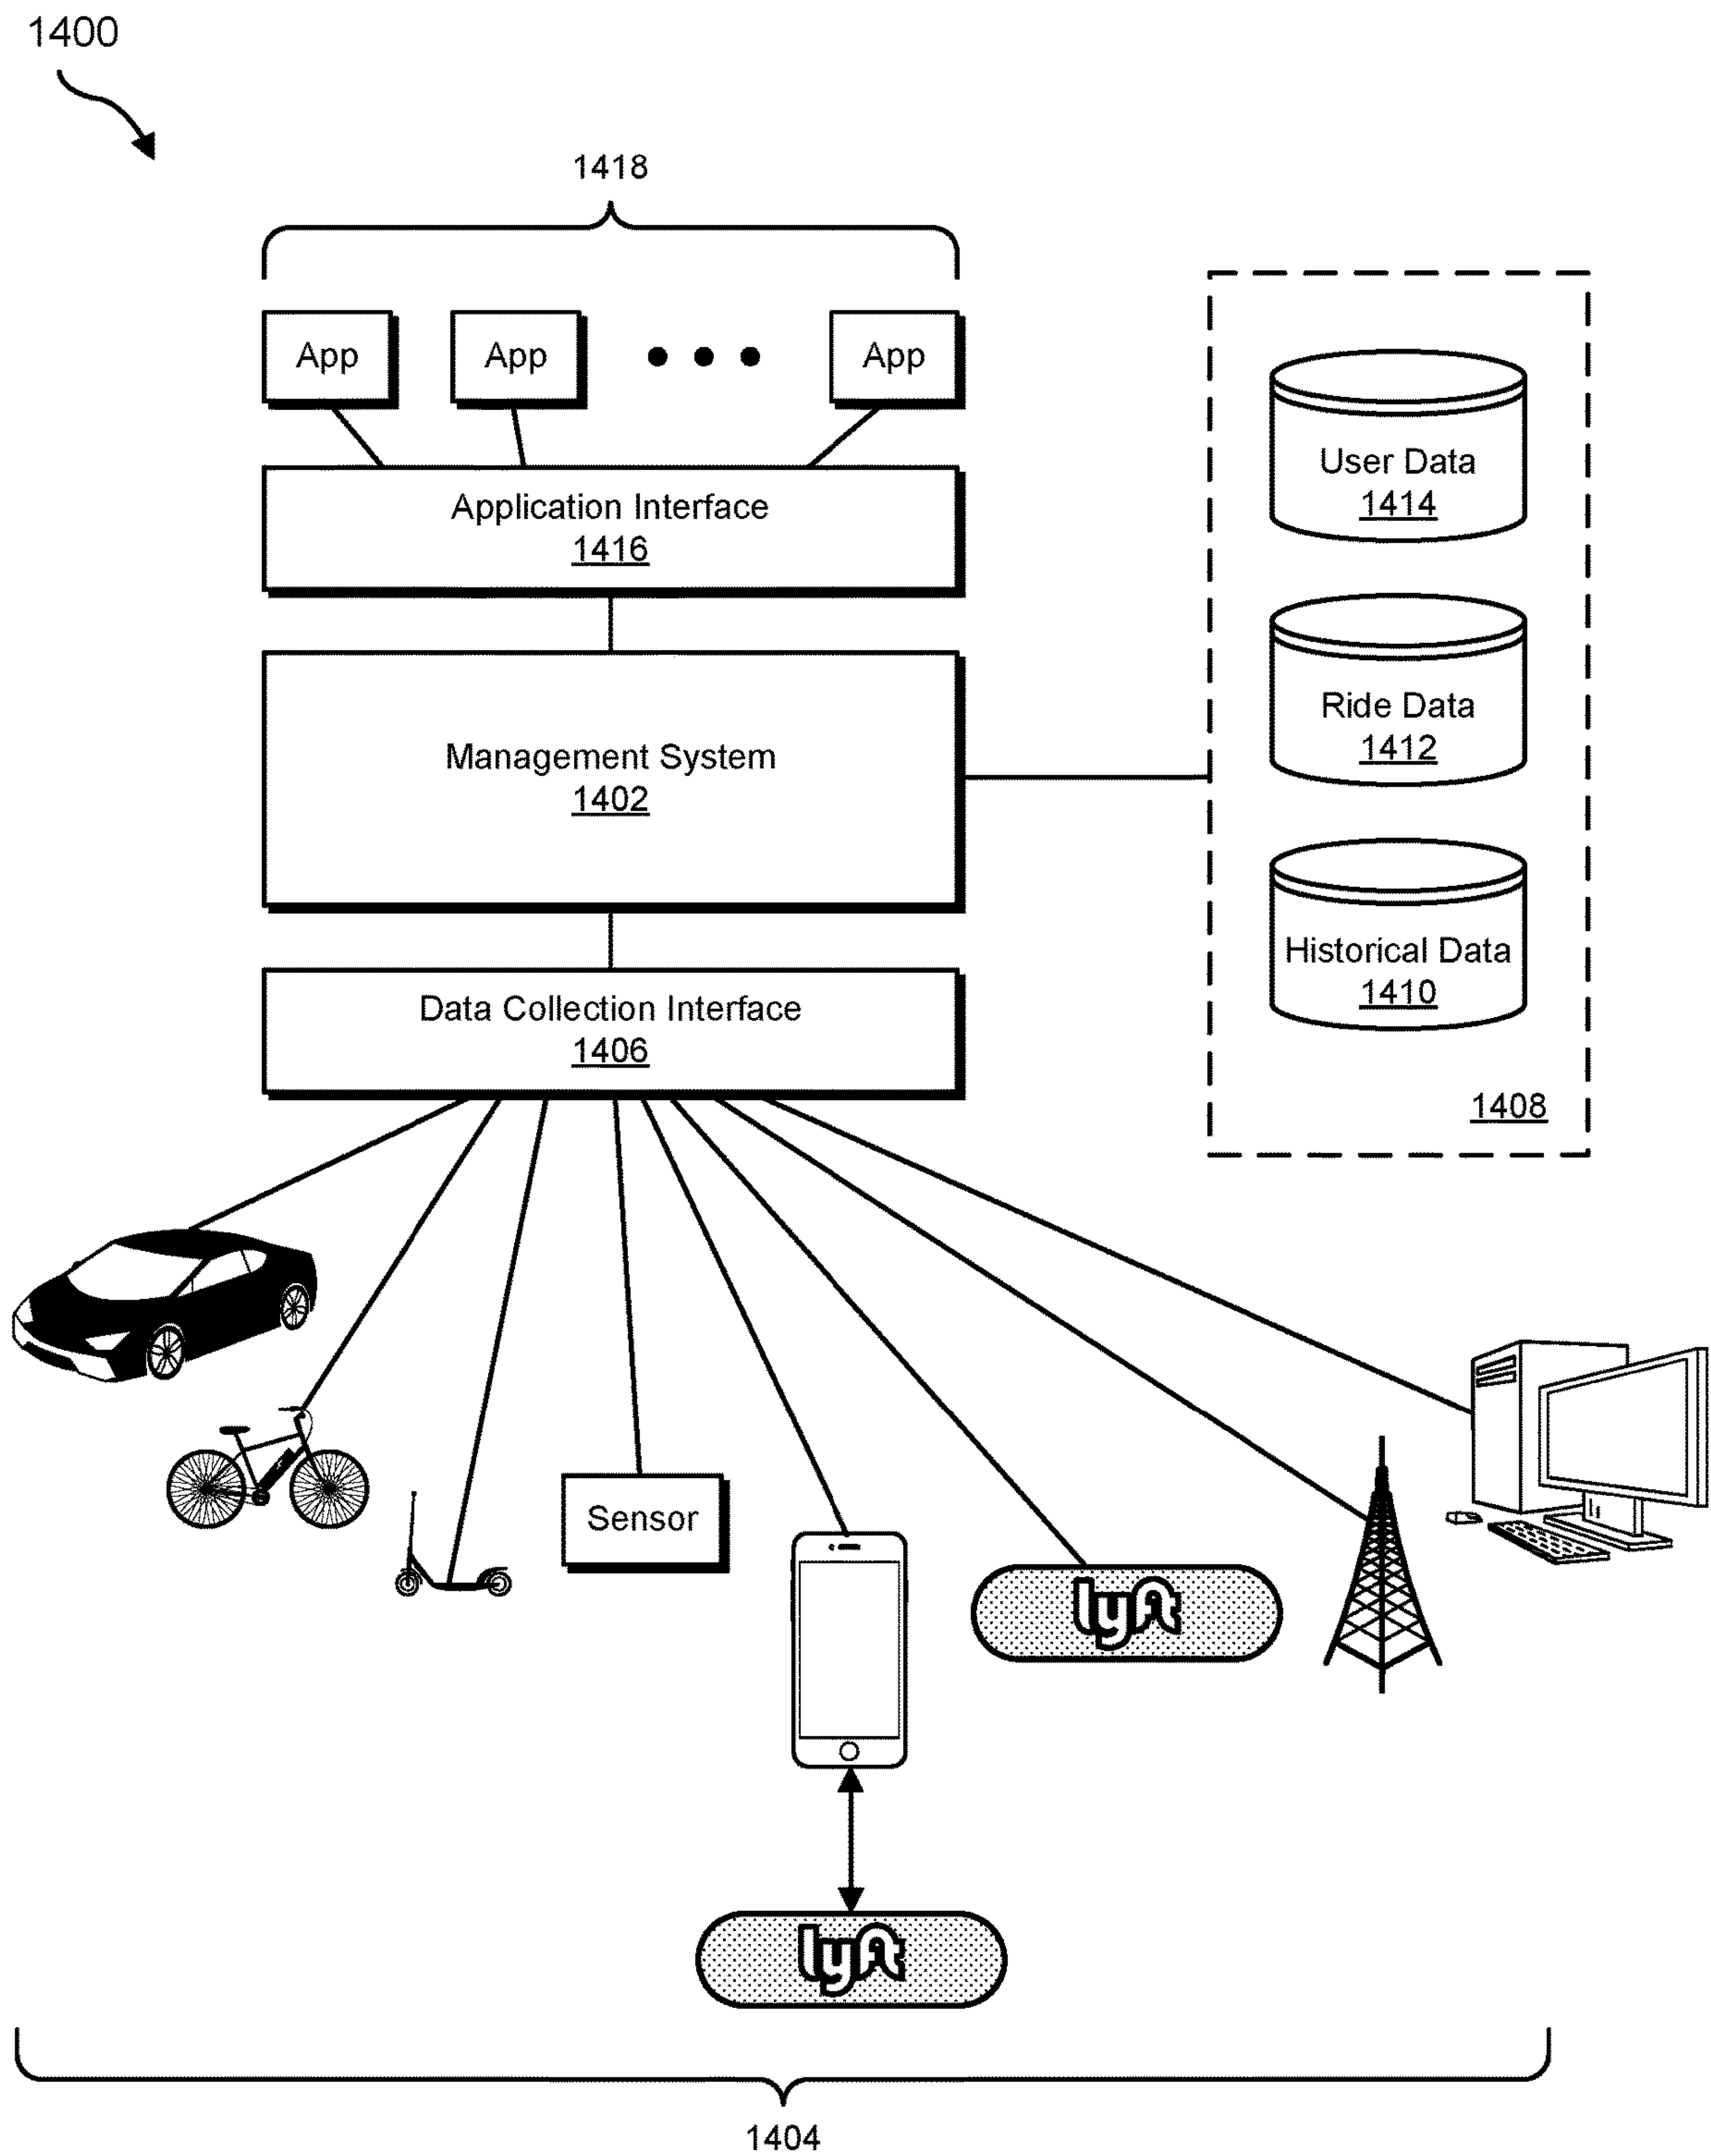 1400
1418
App
App
App
Application Interface
1416
Management System
1402
Data Collection Interface
1406
User Data
1414
Ride Data
1412
Historical Data
1410
1408
Sensor
lyft
lyft
1404